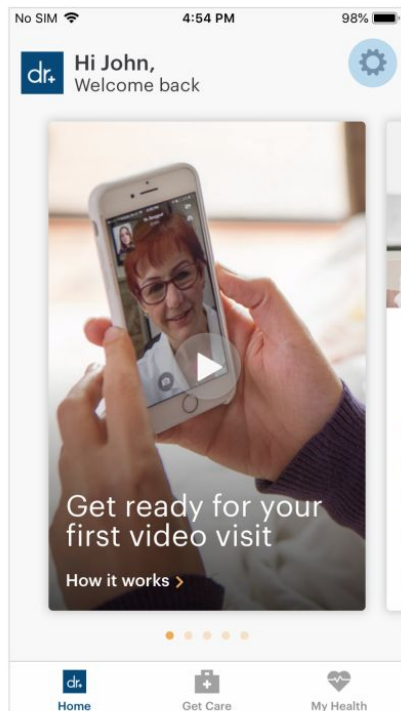 No SIM 4:54 PM 98%
dr+ Hi John,
Welcome back
Get ready for your
first video visit
How it works >
dr+
Home Get Care My Health